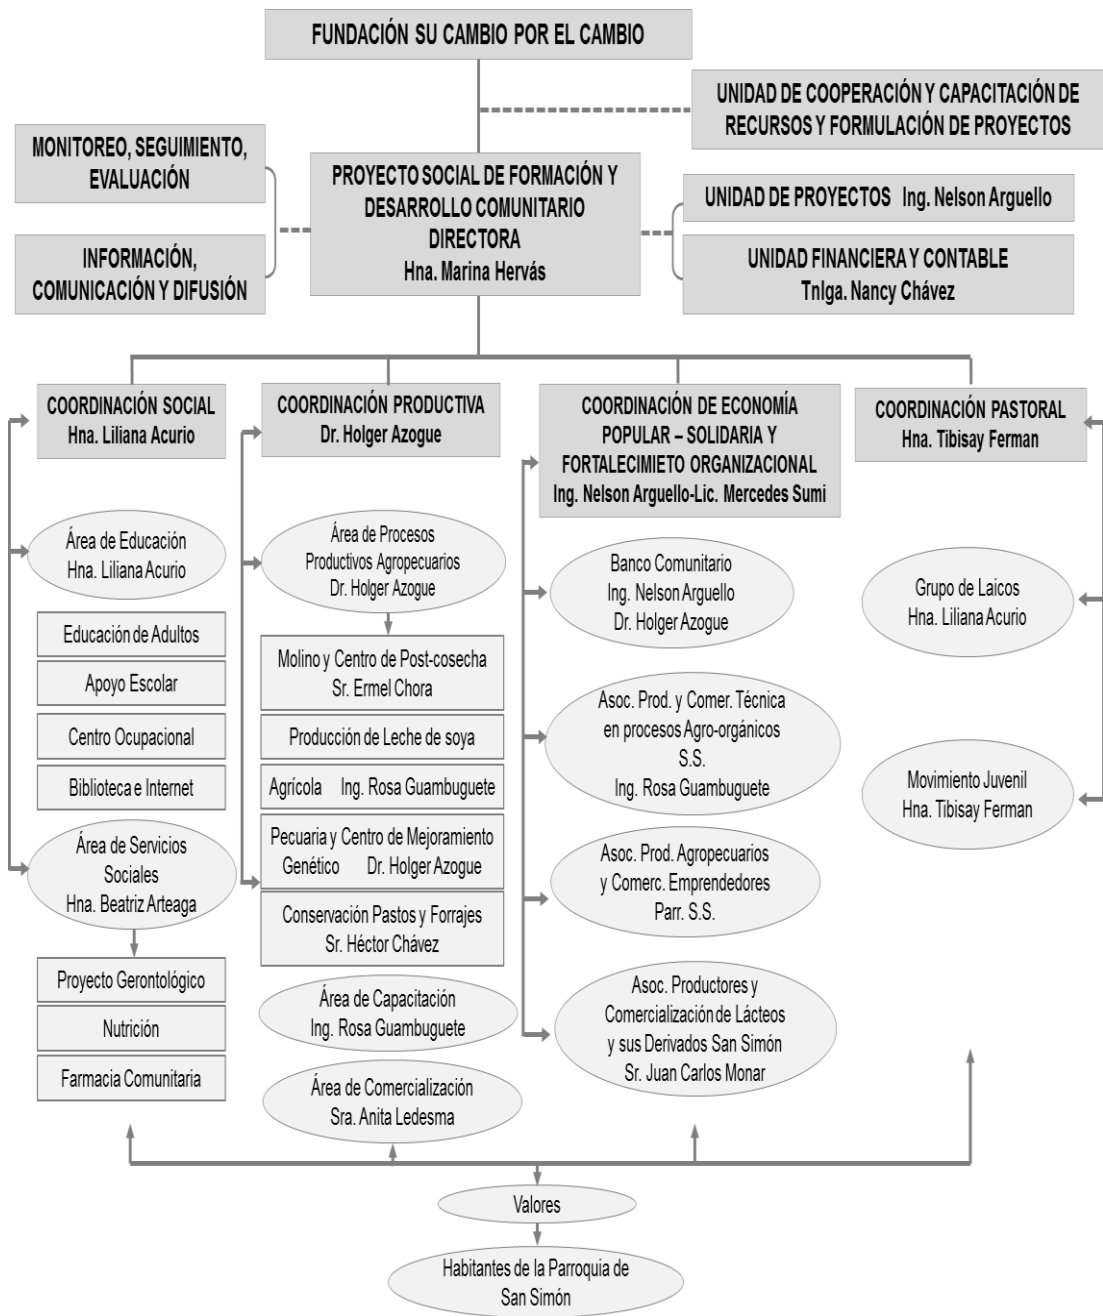 FUNDACIÓN SU CAMBIO POR EL CAMBIO
UNIDAD DE COOPERACIÓN Y CAPACITACIÓN DE
RECURSOS Y FORMULACIÓN DE PROYECTOS
MONITOREO, SEGUIMIENTO,
EVALUACIÓN
INFORMACIÓN,
COMUNICACIÓN Y DIFUSIÓN
PROYECTO SOCIAL DE FORMACIÓN Y
DESARROLLO COMUNITARIO
DIRECTORA
Hna. Marina Hervás
UNIDAD DE PROYECTOS Ing. Nelson Arguello
UNIDAD FINANCIERA Y CONTABLE
Tnlga. Nancy Chávez
COORDINACIÓN SOCIAL
Hna. Liliana Acurio
Área de Educación
Hna. Liliana Acurio
Educación de Adultos
Apoyo Escolar
Centro Ocupacional
Biblioteca e Internet
Área de Servicios
Sociales
Hna. Beatriz Arteaga
Proyecto Gerontológico
Nutrición
Farmacia Comunitaria
COORDINACIÓN PRODUCTIVA
Dr. Holger Azogue
Área de Procesos
Productivos Agropecuarios
Dr. Holger Azogue
Molino y Centro de Post-cosecha
Sr. Ermel Chora
Producción de Leche de soya
Agrícola Ing. Rosa Guambuguete
Pecuaria y Centro de Mejoramiento
Genético Dr. Holger Azogue
Conservación Pastos y Forrajes
Sr. Héctor Chávez
Área de Capacitación
Ing. Rosa Guambuguete
Área de Comercialización
Sra. Anita Ledesma
COORDINACIÓN DE ECONOMÍA
POPULAR – SOLIDARIA Y
FORTALECIMIETO ORGANIZACIONAL
Ing. Nelson Arguello-Lic. Mercedes Sumi
Banco Comunitario
Ing. Nelson Arguello
Dr. Holger Azogue
Asoc. Prod. y Comer. Técnica
en procesos Agro-orgánicos
S.S.
Ing. Rosa Guambuguete
Asoc. Prod. Agropecuarios
y Comerc. Emprendedores
Parr. S.S.
Asoc. Productores y
Comercialización de Lácteos
y sus Derivados San Simón
Sr. Juan Carlos Monar
COORDINACIÓN PASTORAL
Hna. Tibisay Ferman
Grupo de Laicos
Hna. Liliana Acurio
Movimiento Juvenil
Hna. Tibisay Ferman
Valores
Habitantes de la Parroquia de
San Simón